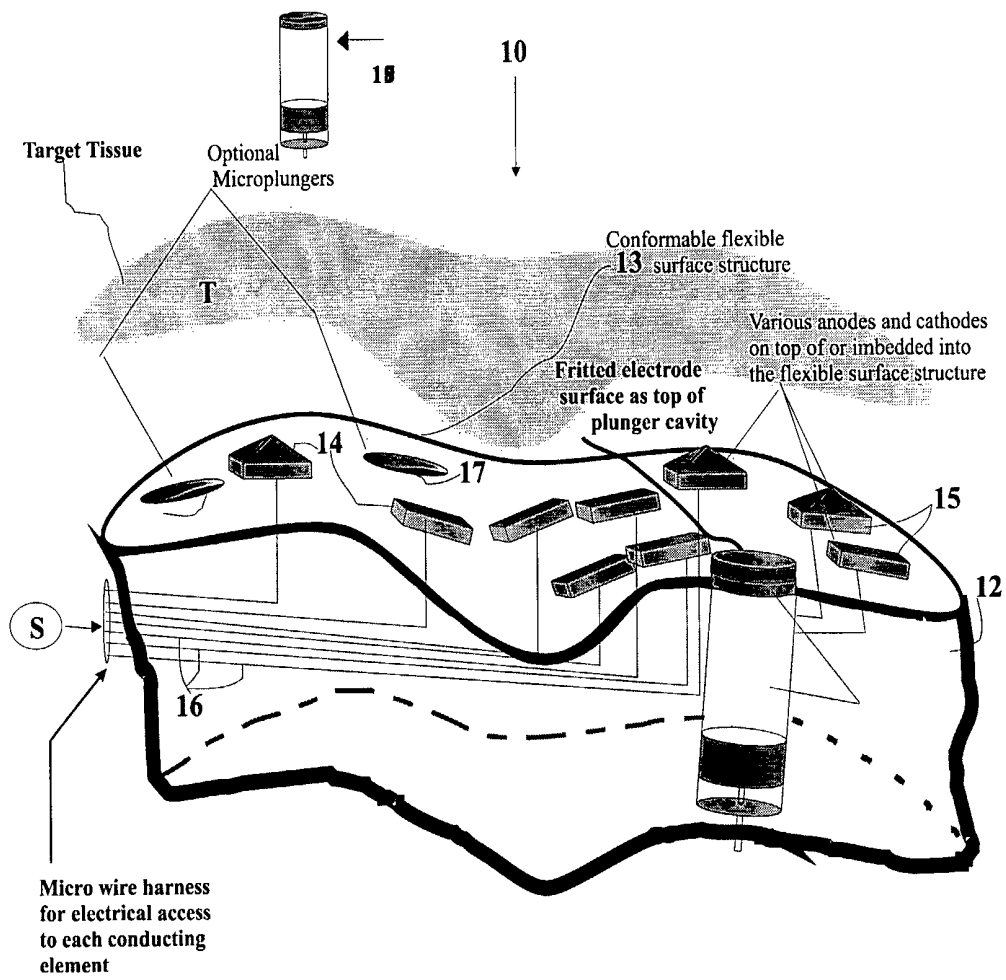 10
Target Tissue
Optional
Microplungers
Conformable flexible
13 surface structure
T
Various anodes and cathodes
on top of or imbedded into
the flexible surface structure
Fritted electrode
surface as top of
plunger cavity
14
17
15
12
S
16
Micro wire harness
for electrical access
to each conducting
element